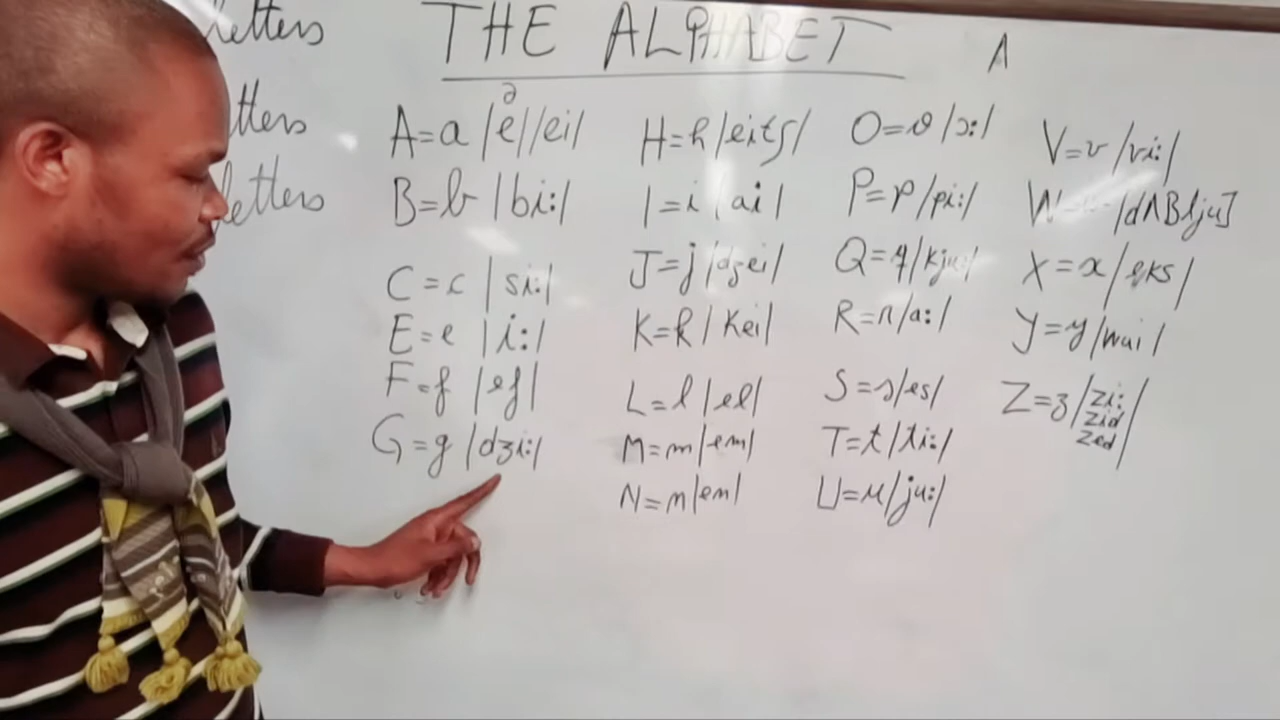 letters
tters
letters
THE ALPHABET
A
ə
A=a /e//ei/
B=b /bi:/
C=c /si:/
E=e /i:/
F=f /ef/
G=g /dʒi:/
H=h /eitʃ/
I=i /ai/
J=j /dʒei/
K=k /kei/
L=l /el/
M=m /em/
N=n /en/
O=o /ɔ:/
P=p /pi:/
Q=q /kju:/
R=r /a:/
S=s /es/
T=t /ti:/
U=u /ju:/
V=v /vi:/
W=w /dʌBlju]
X=x /eks/
Y=y /wai/
Z=z /zi:
zid
zed/